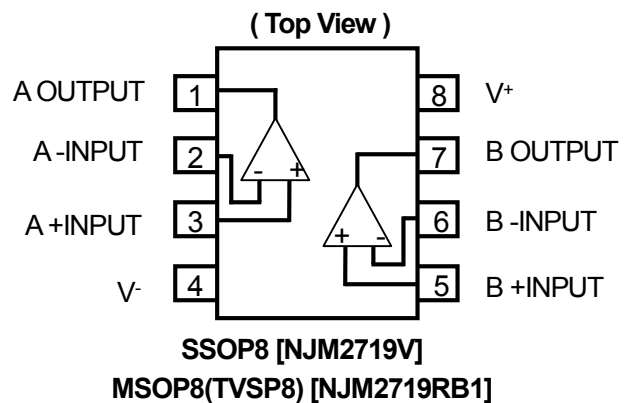 ( Top View )
A OUTPUT 1 8 V+
A -INPUT 2 7 B OUTPUT
- +
A +INPUT 3 6 B -INPUT
+ -
V- 4 5 B +INPUT
SSOP8 [NJM2719V]
MSOP8(TVSP8) [NJM2719RB1]